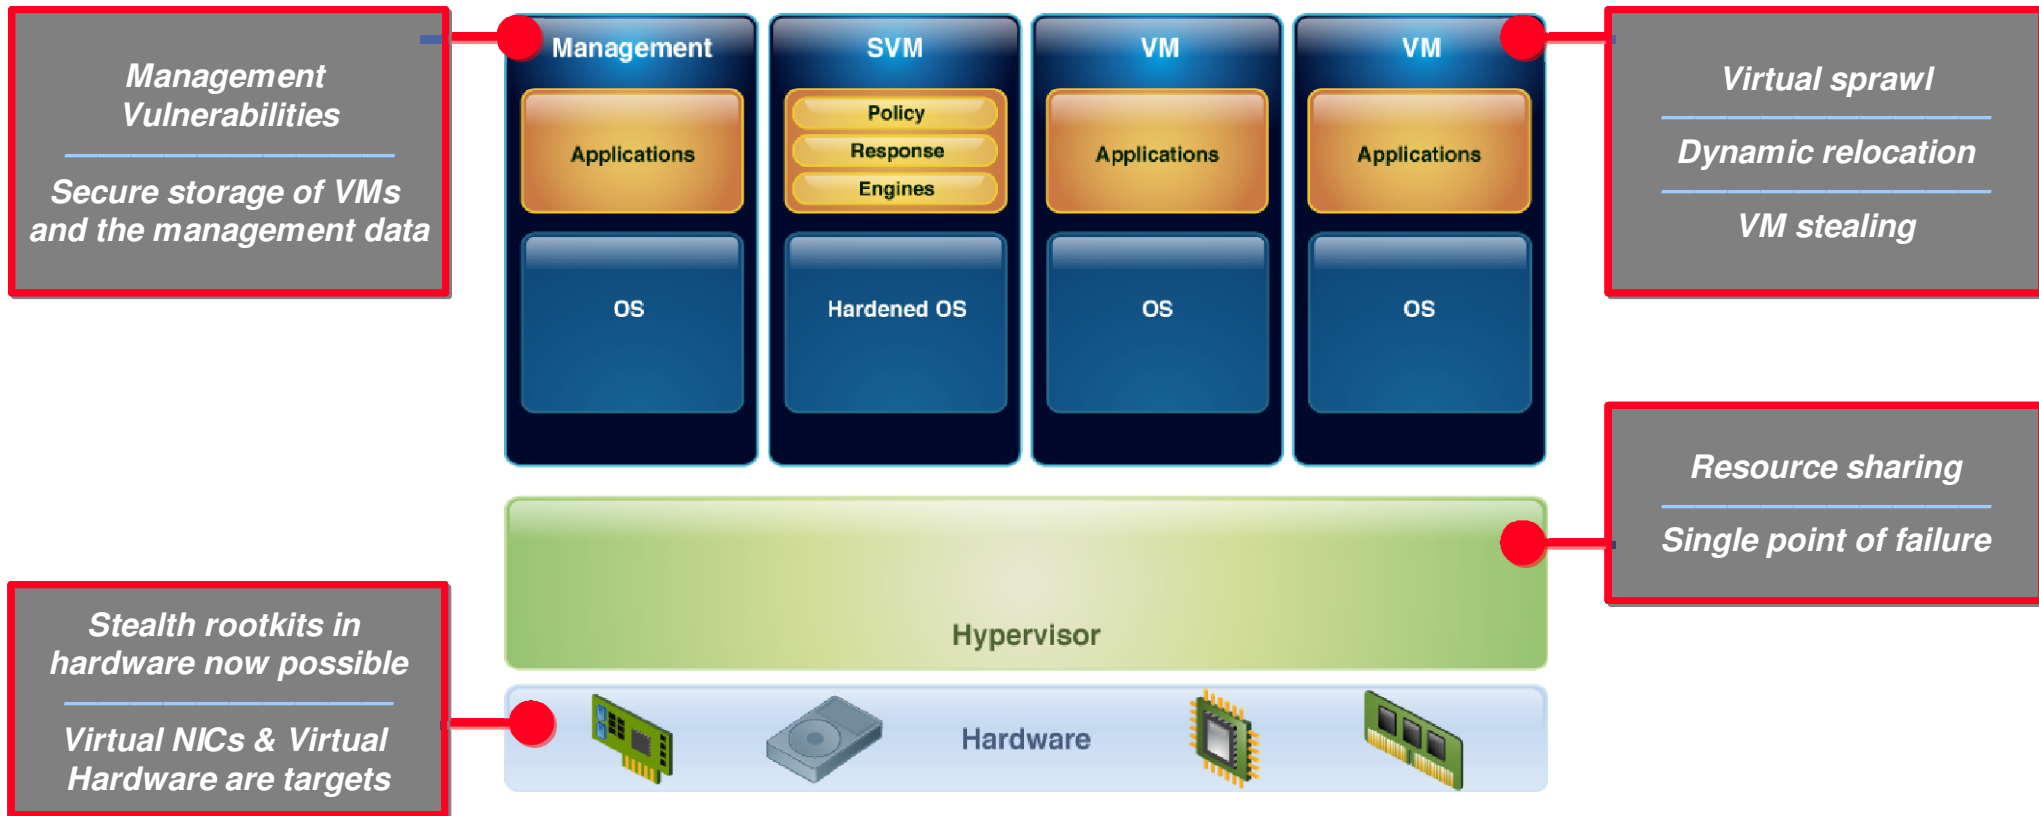 Management
Vulnerabilities
Secure storage of VMs
and the management data
Management
Applications
OS
SVM
Policy
Response
Engines
Hardened OS
VM
Applications
OS
VM
Applications
OS
Virtual sprawl
Dynamic relocation
VM stealing
Resource sharing
Single point of failure
Hypervisor
Stealth rootkits in
hardware now possible
Virtual NICs & Virtual
Hardware are targets
Hardware